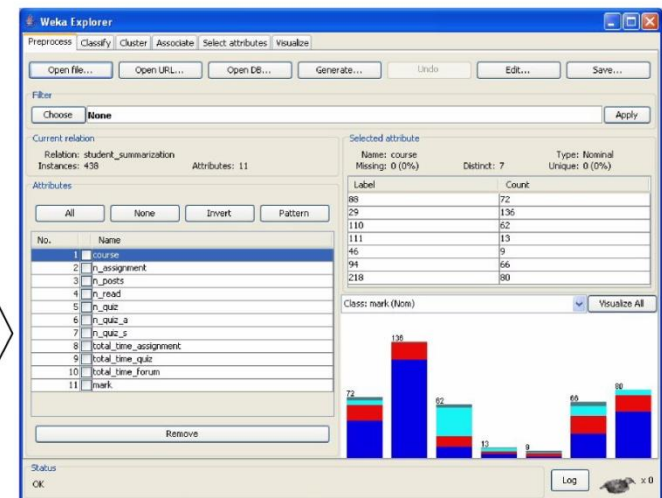 Weka Explorer
Preprocess Classify Cluster Associate Select attributes Visualize
Open file... Open URL... Open DB... Generate... Undo Edit... Save...
Filter
Choose None Apply
Current relation
Relation: student_summarization
Instances: 438 Attributes: 11
Attributes
All None Invert Pattern
No. Name
1 course
2 n_assignment
3 n_posts
4 n_read
5 n_quiz
6 n_quiz_a
7 n_quiz_s
8 total_time_assignment
9 total_time_quiz
10 total_time_forum
11 mark
Remove
Selected attribute
Name: course Type: Nominal
Missing: 0 (0%) Distinct: 7 Unique: 0 (0%)
Label Count
88 72
29 136
110 62
111 13
46 9
94 66
218 80
Class: mark (Nom) Visualize All
72 136 62 13 9 66 80
Status
OK Log x 0